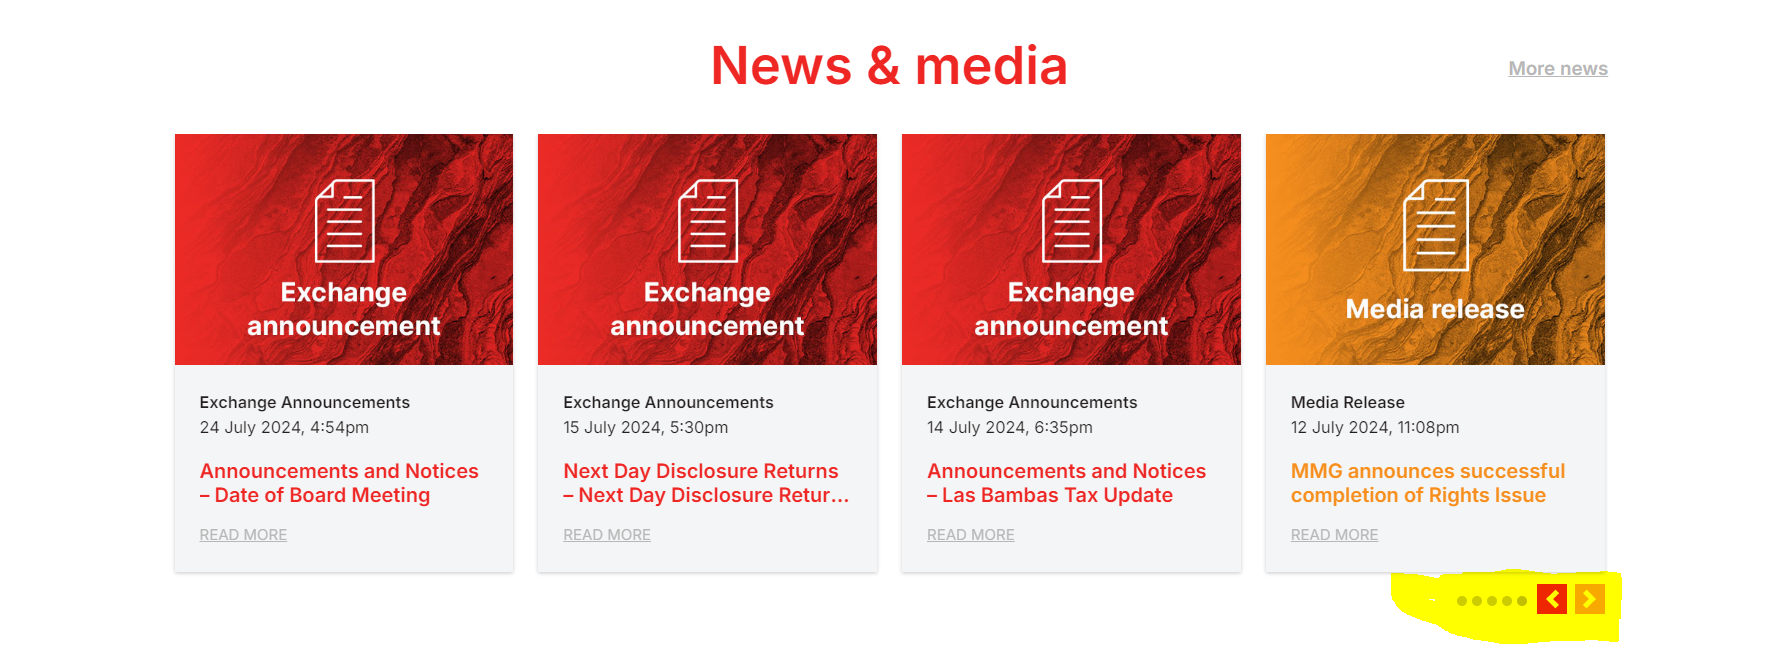 News & media
More news
Exchange
announcement
Exchange Announcements
24 July 2024, 4:54pm
Announcements and Notices
– Date of Board Meeting
READ MORE
Exchange
announcement
Exchange Announcements
15 July 2024, 5:30pm
Next Day Disclosure Returns
– Next Day Disclosure Retur...
READ MORE
Exchange
announcement
Exchange Announcements
14 July 2024, 6:35pm
Announcements and Notices
– Las Bambas Tax Update
READ MORE
Media release
Media Release
12 July 2024, 11:08pm
MMG announces successful
completion of Rights Issue
READ MORE